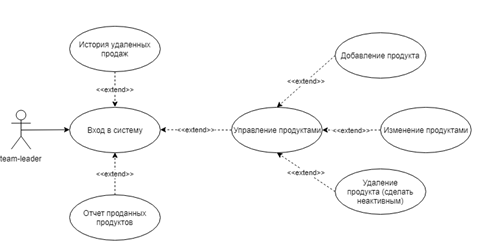 История удаленных
продаж
Добавление продукта
<<extend>>
<<extend>>
team-leader
Вход в систему
<<extend>>
Управление продуктами
<<extend>>
Изменение продуктами
<<extend>>
<<extend>>
Отчет проданных
продуктов
Удаление
продукта (сделать
неактивным)